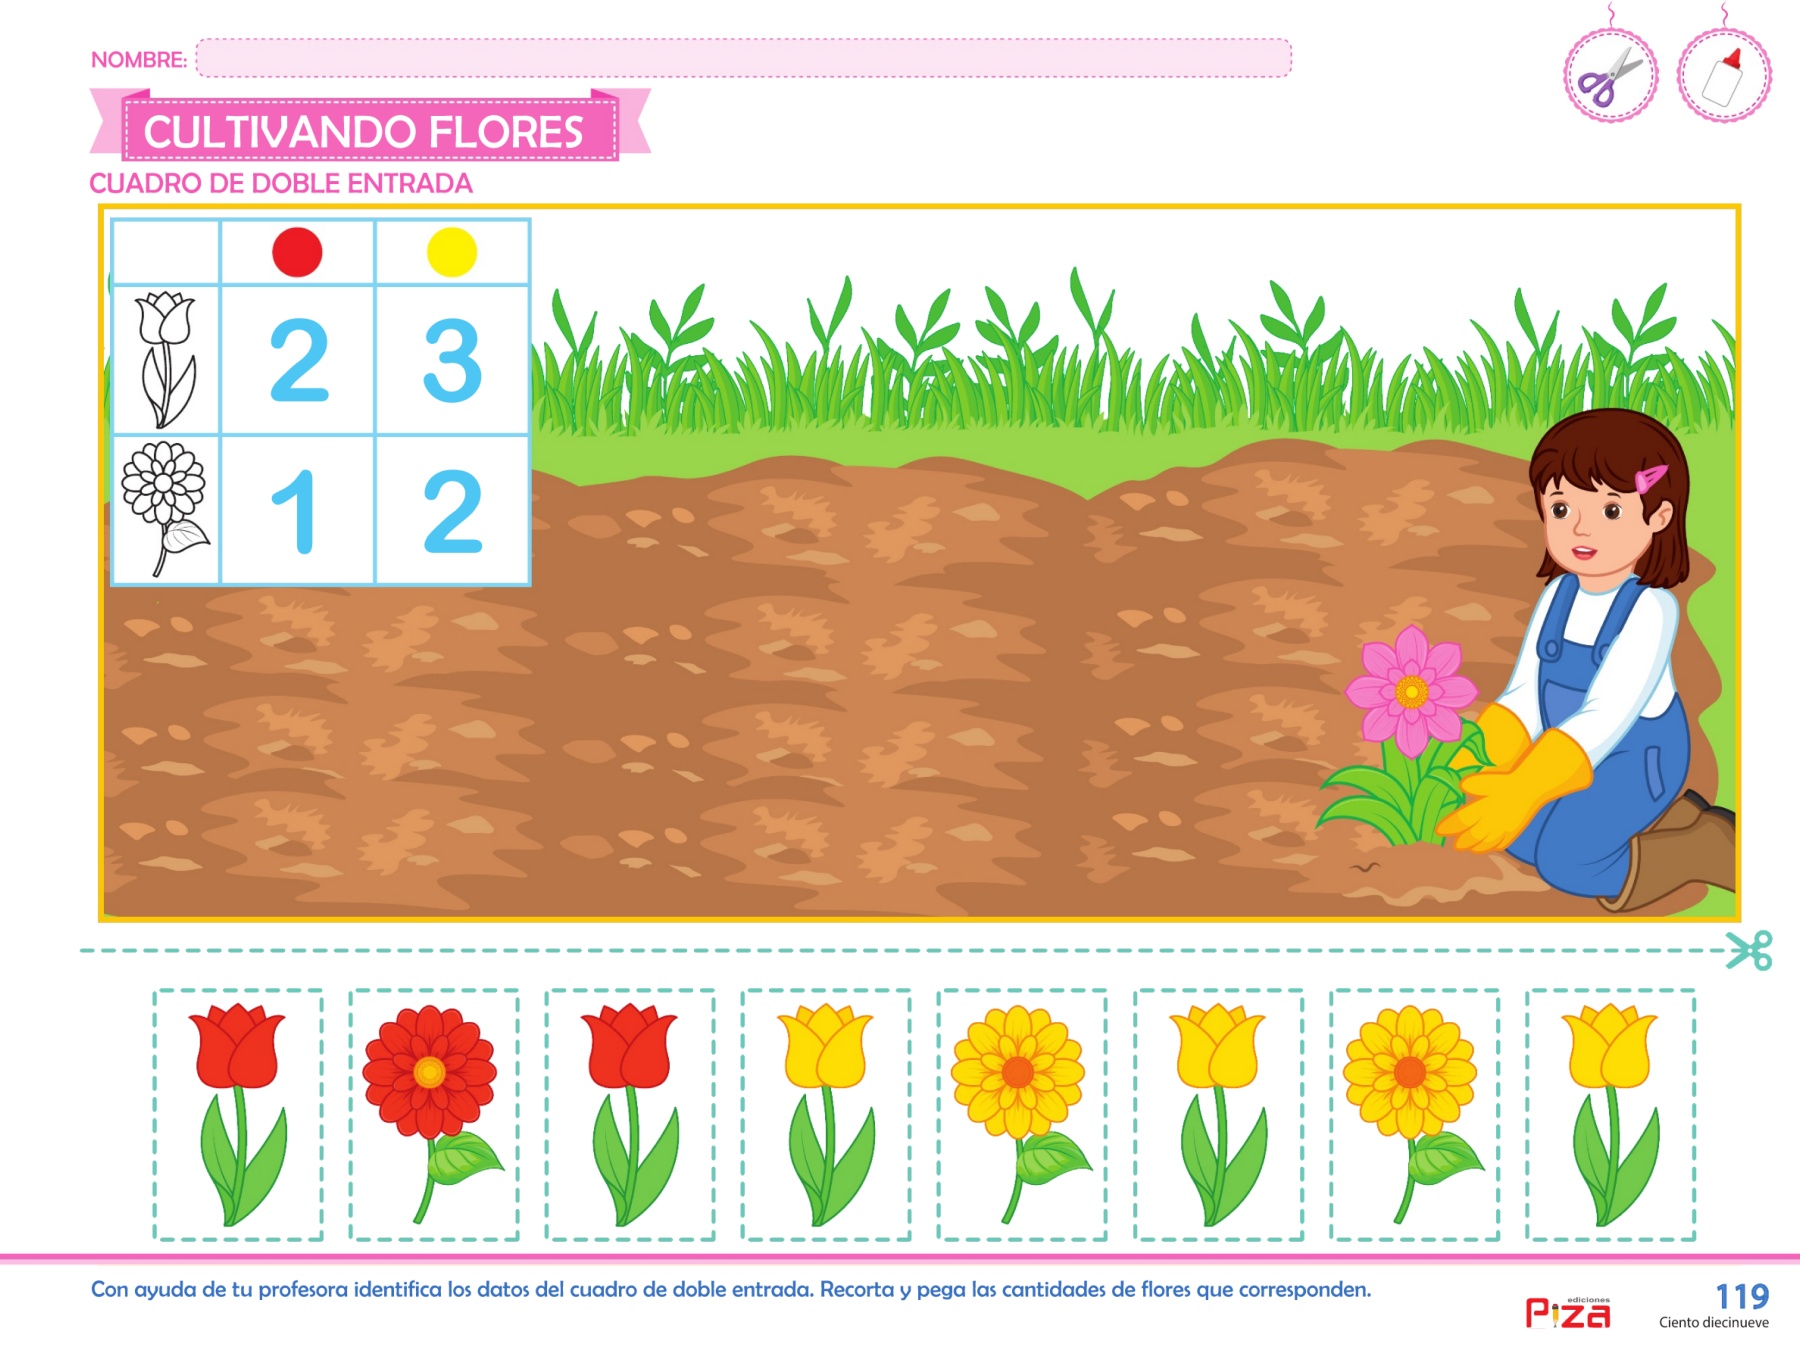 NOMBRE:
CULTIVANDO FLORES
CUADRO DE DOBLE ENTRADA
2 3
1 2
Con ayuda de tu profesora identifica los datos del cuadro de doble entrada. Recorta y pega las cantidades de flores que corresponden.
ediciones
Piza
119
Ciento diecinueve